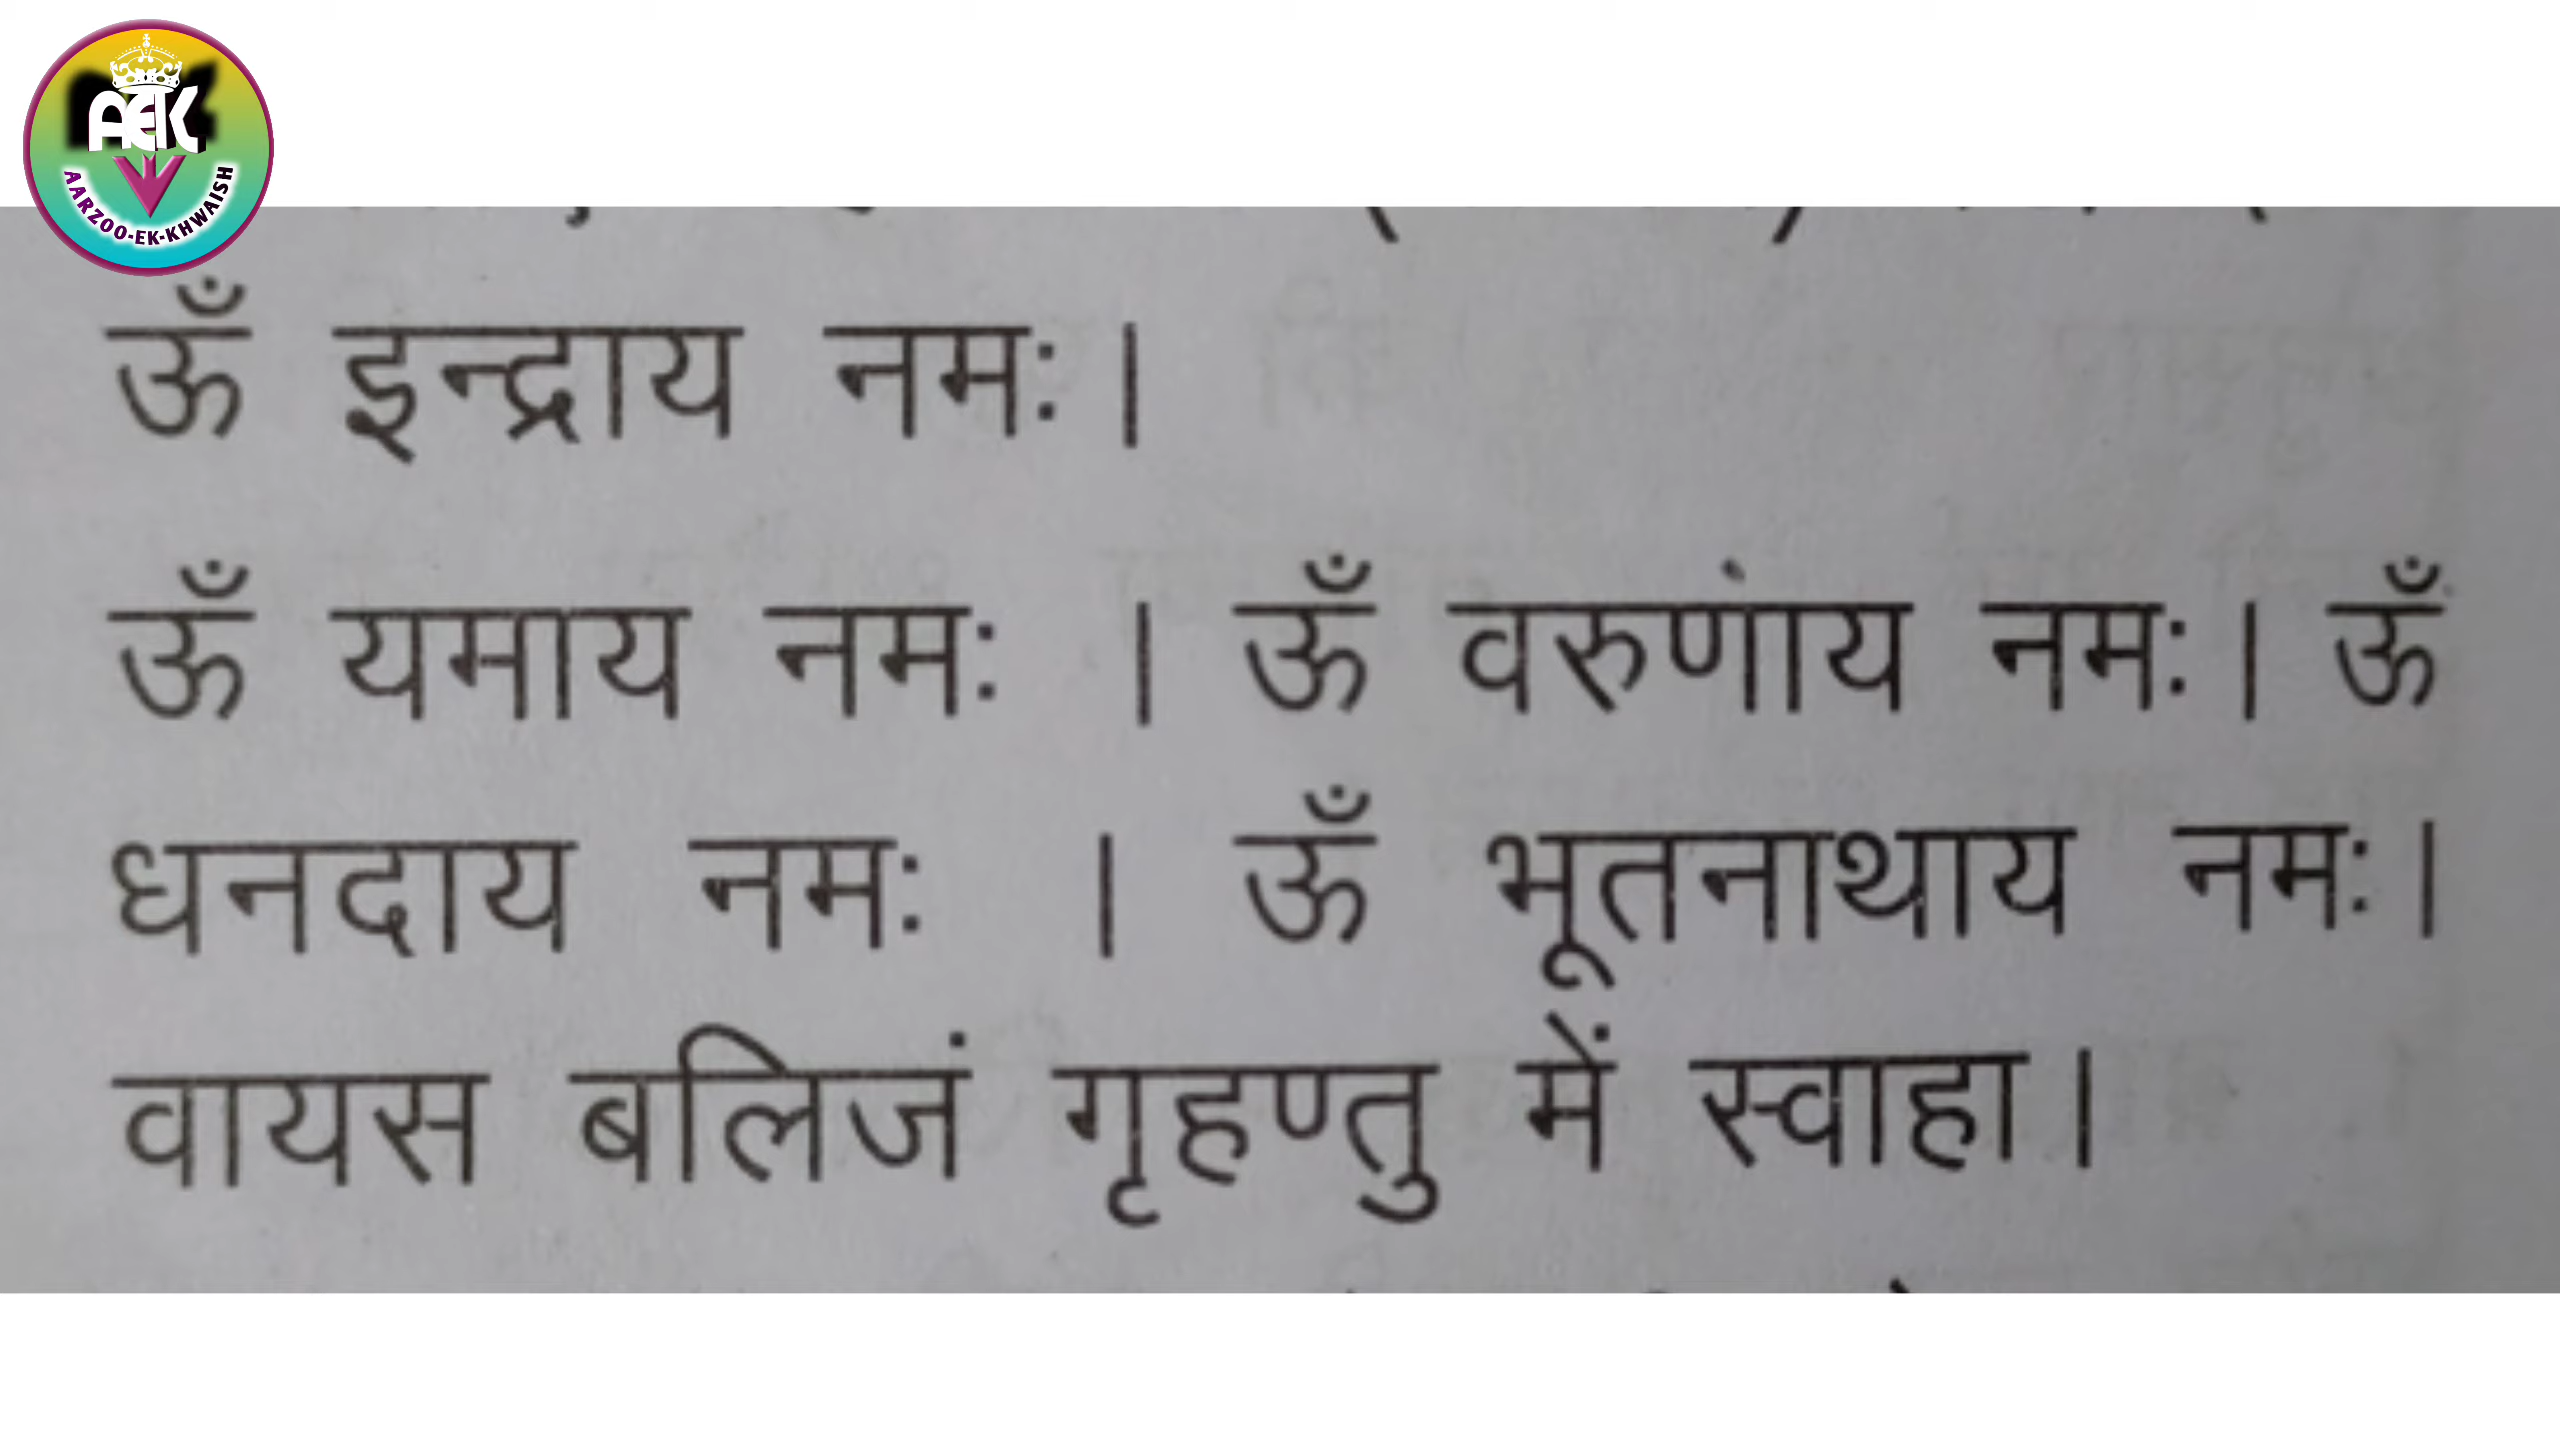 AEK
AARZOO-EK-KHWAISH
ऊँ इन्द्राय नमः।
ऊँ यमाय नमः । ऊँ वरुणांय नमः। ऊँ
धनदाय नमः । ऊँ भूतनाथाय नमः।
वायस बलिजं गृहण्तु में स्वाहा।